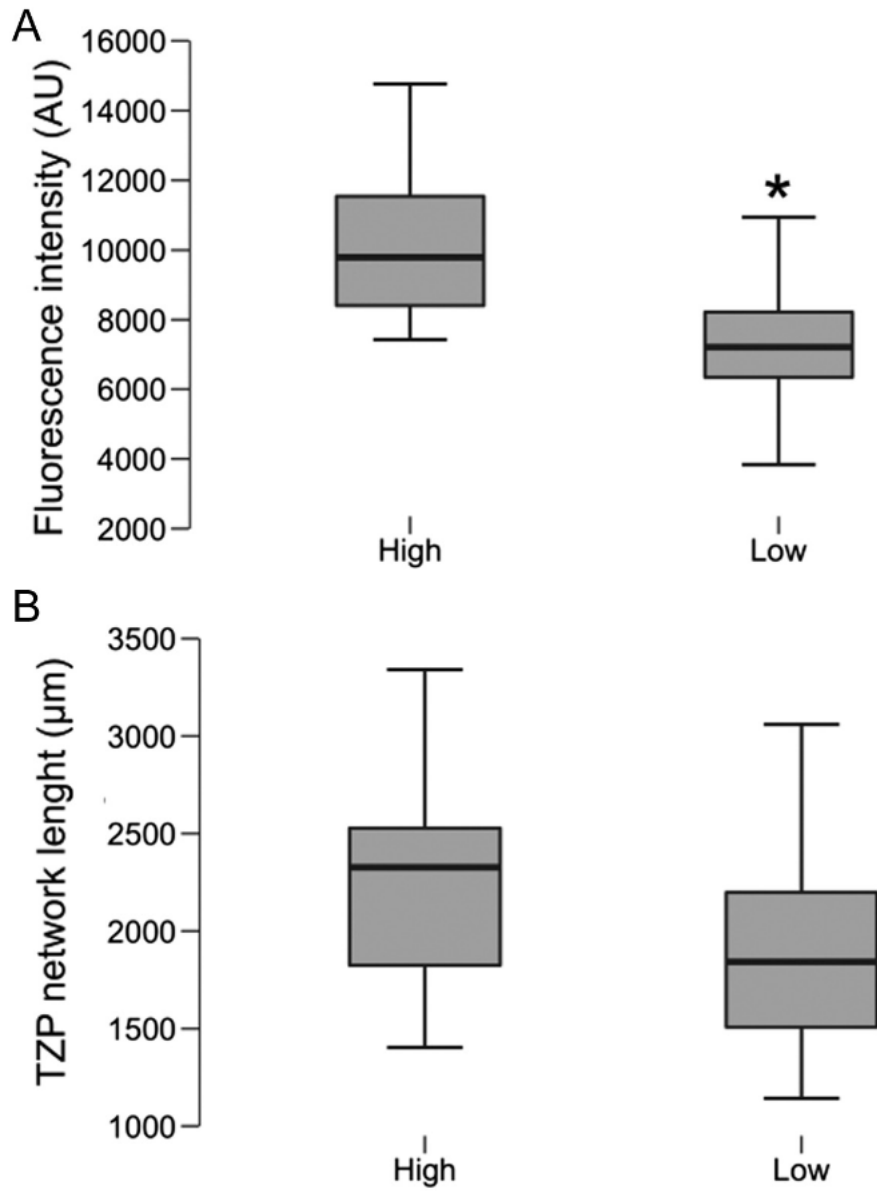 A
Fluorescence intensity (AU)
16000
14000
12000
10000
8000
6000
4000
2000
*
High
Low
B
TZP network lenght (μm)
3500
3000
2500
2000
1500
1000
High
Low